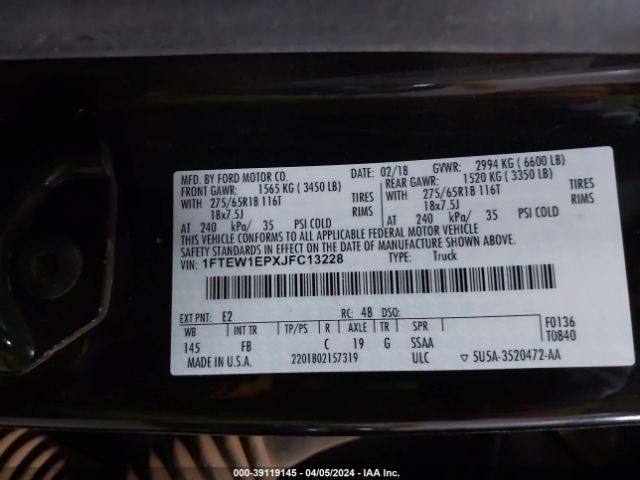 MFD. BY FORD MOTOR CO.
DATE: 02/18 GVWR: 2994 KG ( 6600 LB)
FRONT GAWR: 1565 KG ( 3450 LB) REAR GAWR: 1520 KG ( 3350 LB)
WITH 275/65R18 116T TIRES WITH 275/65R18 116T TIRES
18x7.5J RIMS 18x7.5J RIMS
AT 240 kPa/ 35 PSI COLD AT 240 kPa/ 35 PSI COLD
THIS VEHICLE CONFORMS TO ALL APPLICABLE FEDERAL MOTOR VEHICLE
SAFETY STANDARDS IN EFFECT ON THE DATE OF MANUFACTURE SHOWN ABOVE.
VIN: 1FTEW1EPXJFC13228 TYPE: Truck
EXT PNT: E2 RC: 48 DSO:
WB INT TR TP/PS R AXLE TR SPR F0136
145 FB C 19 G SSAA T0840
MADE IN U.S.A. 2201802157319 ULC 5U5A-3520472-AA
000-39119145 - 04/05/2024 - IAA Inc.